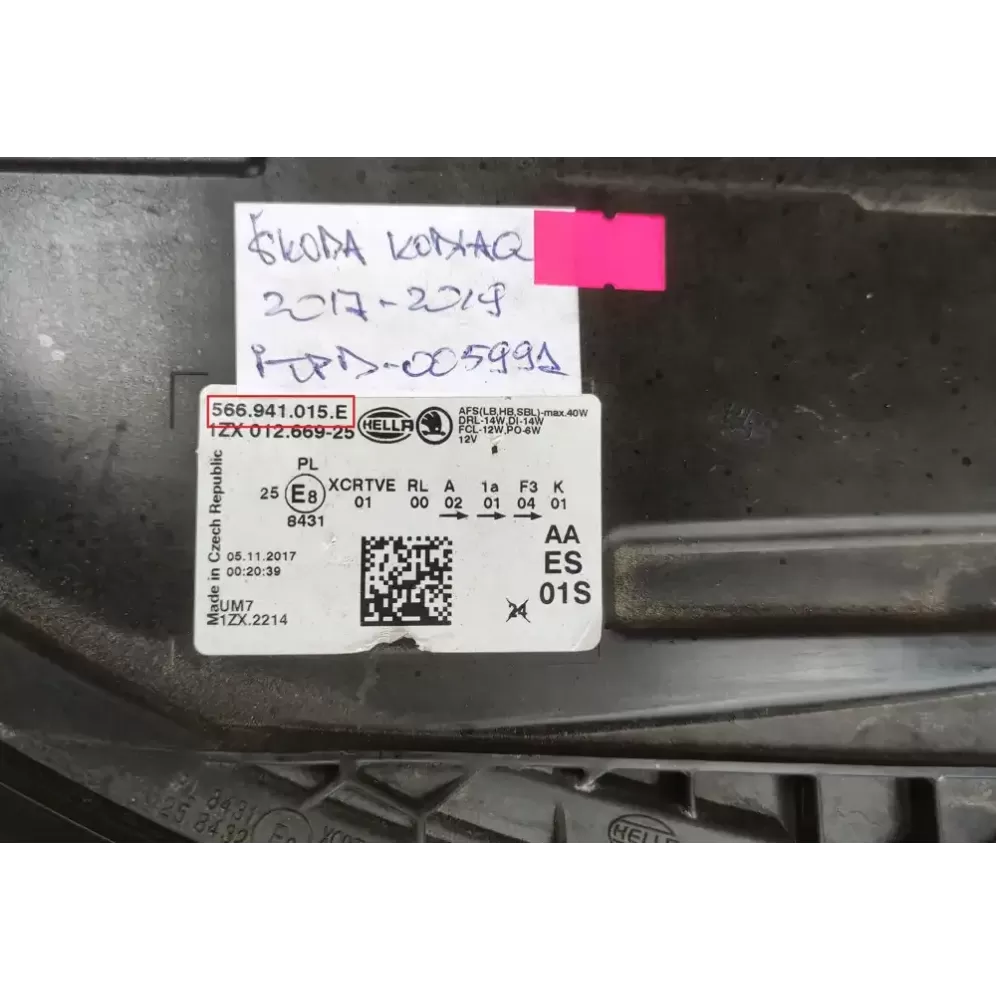 ŠKODA KODIAQ
2017-2019
566.941.015.E
1ZX 012.669-25
HELLA
AFS(LB,HB,SBL)-max.40W
DRL-14W,DI-14W
FCL-12W,PO-6W
12V
PL
25 E8 XCRTVE RL A 1a F3 K
8431 01 00 02 01 04 01
Made in Czech Republic
05.11.2017
00:20:39
UM7
1ZX.2214
AA
ES
01S
24
8431
25 8432
HELLA